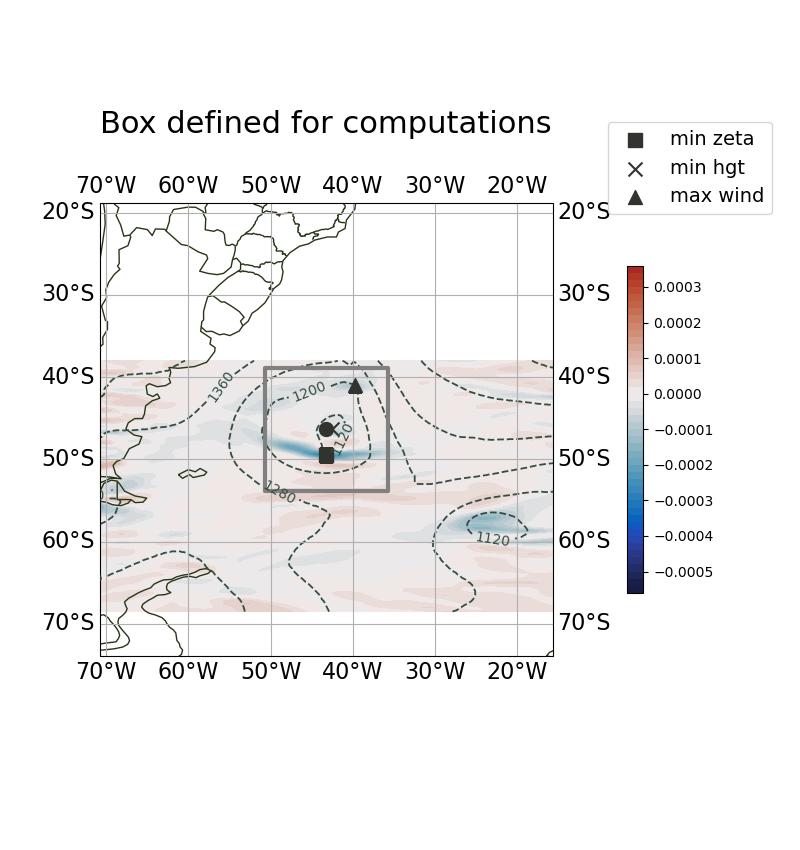 Box defined for computations
min zeta
min hgt
max wind
70°W 60°W 50°W 40°W 30°W 20°W
20°S 20°S
30°S 30°S
40°S 40°S
50°S 50°S
60°S 60°S
70°S 70°S
70°W 60°W 50°W 40°W 30°W 20°W
1360
1200
1120
1280
1120
0.0003
0.0002
0.0001
0.0000
−0.0001
−0.0002
−0.0003
−0.0004
−0.0005